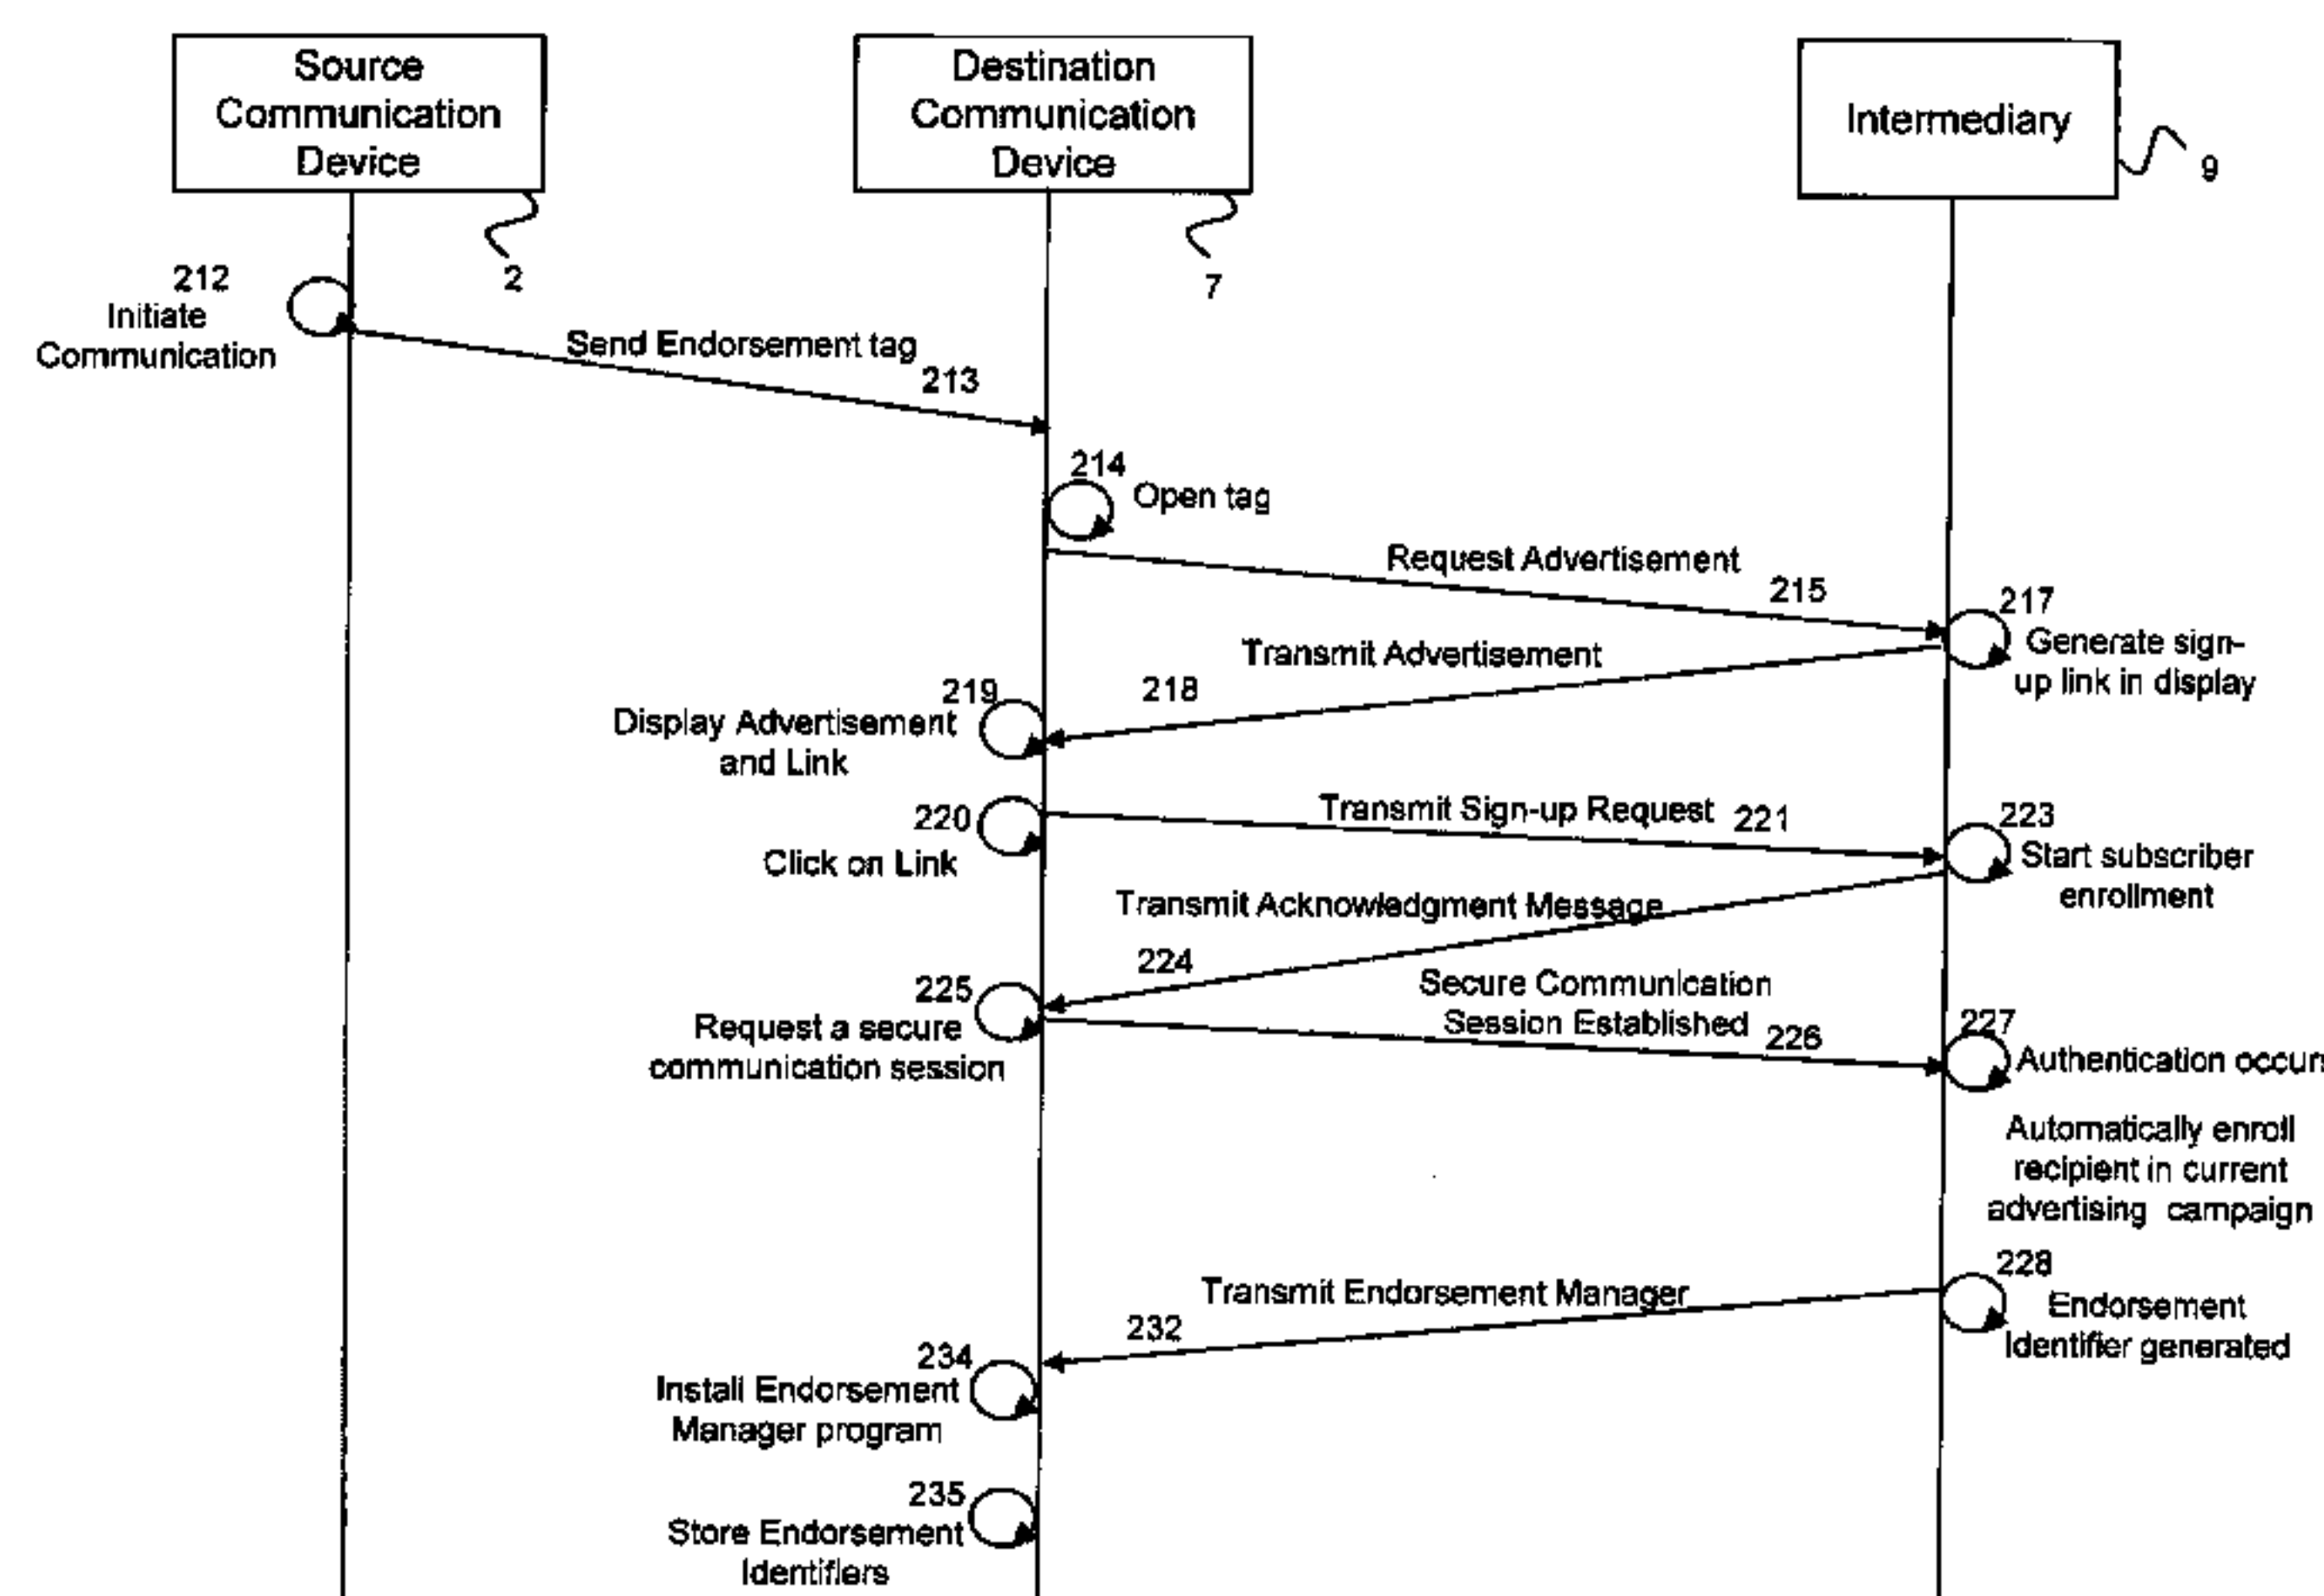 Source
Communication
Device
Destination
Communication
Device
Intermediary
9
2
7
212
Initiate
Communication
Send Endorsement tag
213
214
Open tag
Request Advertisement
215
217
Generate sign-
up link in display
Transmit Advertisement
218
219
Display Advertisement
and Link
220
Click on Link
Transmit Sign-up Request
221
223
Start subscriber
enrollment
Transmit Acknowledgment Message
224
225
Request a secure
communication session
Secure Communication
Session Established
226
227
Authentication occurs
Automatically enroll
recipient in current
advertising campaign
228
Endorsement
Identifier generated
Transmit Endorsement Manager
232
234
Install Endorsement
Manager program
235
Store Endorsement
Identifiers